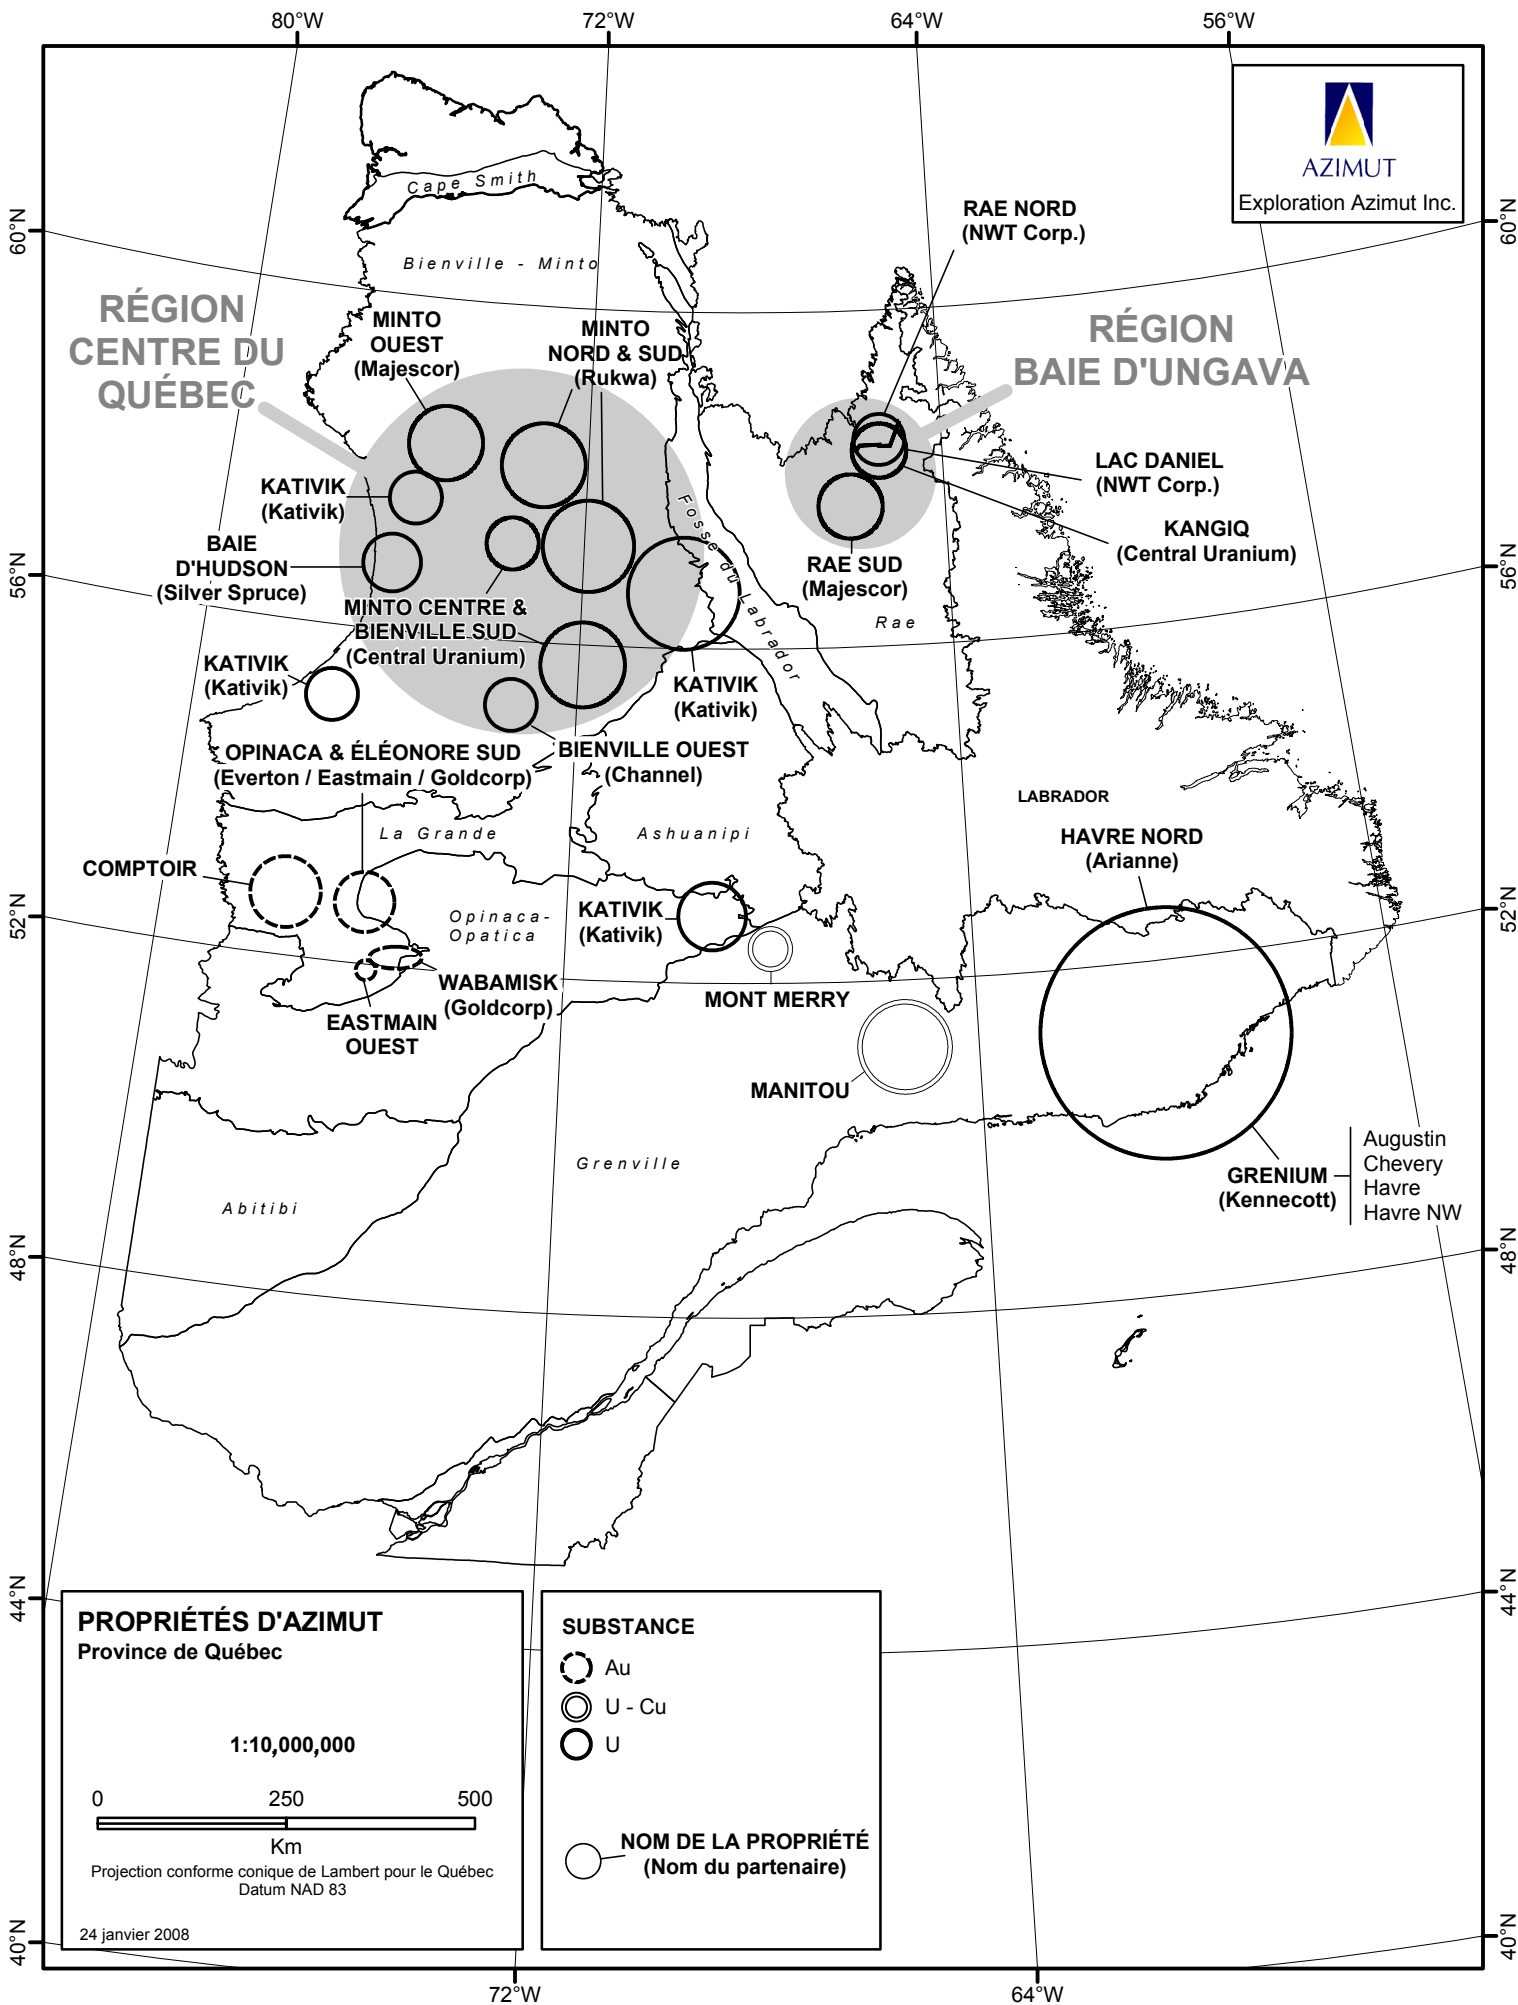 80°W
72°W
64°W
56°W
AZIMUT
Exploration Azimut Inc.
60°N
60°N
Cape Smith
RAE NORD
(NWT Corp.)
Bienville - Minto
RÉGION
CENTRE DU
QUÉBEC
MINTO
OUEST
(Majescor)
MINTO
NORD & SUD
(Rukwa)
RÉGION
BAIE D'UNGAVA
LAC DANIEL
(NWT Corp.)
KATIVIK
(Kativik)
Fosse du Labrador
KANGIQ
(Central Uranium)
BAIE
D'HUDSON
(Silver Spruce)
RAE SUD
(Majescor)
56°N
56°N
MINTO CENTRE &
BIENVILLE SUD
(Central Uranium)
Rae
KATIVIK
(Kativik)
KATIVIK
(Kativik)
OPINACA & ÉLÉONORE SUD
(Everton / Eastmain / Goldcorp)
BIENVILLE OUEST
(Channel)
LABRADOR
La Grande
Ashuanipi
HAVRE NORD
(Arianne)
COMPTOIR
52°N
52°N
Opinaca-
Opatica
KATIVIK
(Kativik)
WABAMISK
(Goldcorp)
MONT MERRY
EASTMAIN
OUEST
MANITOU
Grenville
GRENIUM
(Kennecott)
Augustin
Chevery
Havre
Havre NW
Abitibi
48°N
48°N
44°N
44°N
PROPRIÉTÉS D'AZIMUT
Province de Québec
1:10,000,000
0 250 500
Km
Projection conforme conique de Lambert pour le Québec
Datum NAD 83
24 janvier 2008
SUBSTANCE
Au
U - Cu
U
NOM DE LA PROPRIÉTÉ
(Nom du partenaire)
40°N
40°N
72°W
64°W